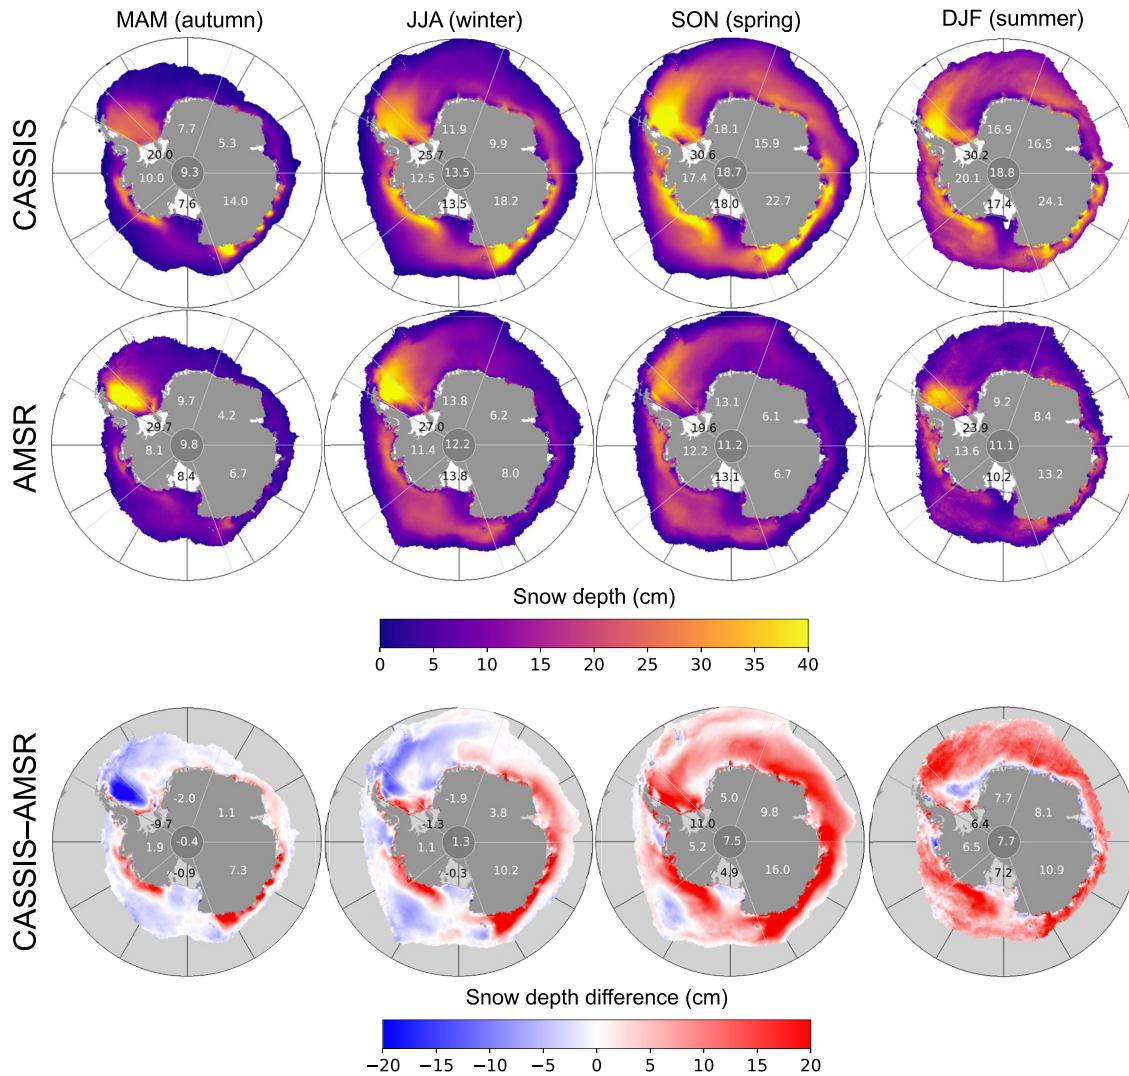 MAM (autumn) JJA (winter) SON (spring) DJF (summer)
CASSIS
7.7 5.3 20.0 10.0 9.3 7.6 14.0
11.9 9.9 25.7 12.5 13.5 13.5 18.2
18.1 15.9 30.6 17.4 18.7 18.0 22.7
16.9 16.5 30.2 20.1 18.8 17.4 24.1
AMSR
9.7 4.2 29.7 8.1 9.8 8.4 6.7
13.8 6.2 27.0 11.4 12.2 13.8 8.0
13.1 6.1 19.6 12.2 11.2 13.1 6.7
9.2 8.4 23.9 13.6 11.1 10.2 13.2
Snow depth (cm)
0 5 10 15 20 25 30 35 40
CASSIS–AMSR
-2.0 1.1 -9.7 1.9 -0.4 -0.9 7.3
-1.9 3.8 -1.3 1.1 1.3 -0.3 10.2
5.0 9.8 11.0 5.2 7.5 4.9 16.0
7.7 8.1 6.4 6.5 7.7 7.2 10.9
Snow depth difference (cm)
−20 −15 −10 −5 0 5 10 15 20